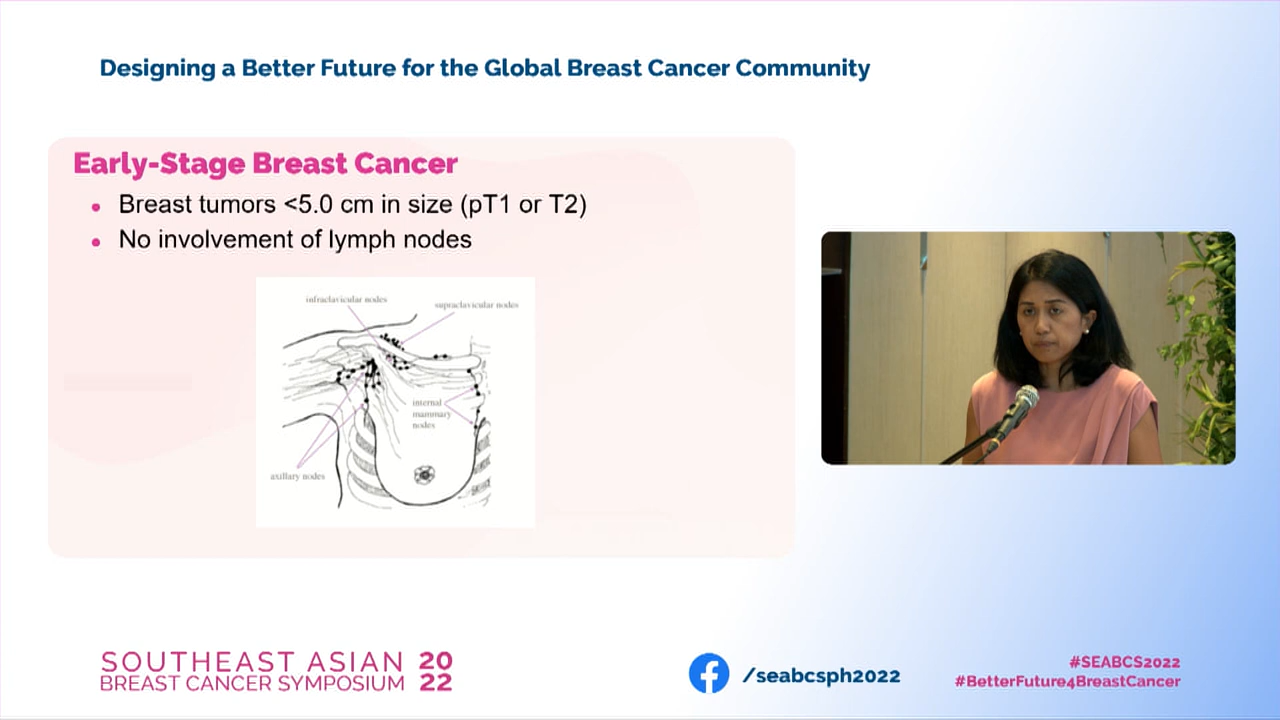 Designing a Better Future for the Global Breast Cancer Community
Early-Stage Breast Cancer
• Breast tumors <5.0 cm in size (pT1 or T2)
• No involvement of lymph nodes
infraclavicular nodes
supraclavicular nodes
internal
mammary
nodes
axillary nodes
SOUTHEAST ASIAN 20
BREAST CANCER SYMPOSIUM 22
/seabcsph2022
#SEABCS2022
#BetterFuture4BreastCancer